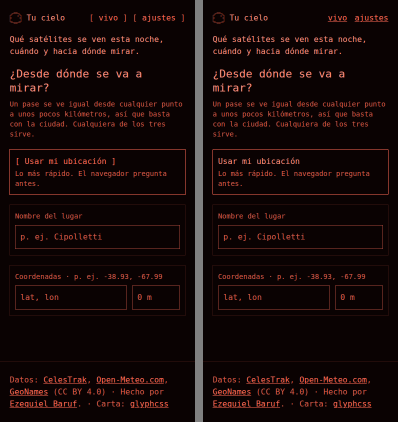 Tu cielo [ vivo ] [ ajustes ]
Qué satélites se ven esta noche,
cuándo y hacia dónde mirar.
¿Desde dónde se va a
mirar?
Un pase se ve igual desde cualquier punto
a unos pocos kilómetros, así que basta
con la ciudad. Cualquiera de los tres
sirve.
[ Usar mi ubicación ]
Lo más rápido. El navegador pregunta
antes.
Nombre del lugar
p. ej. Cipolletti
Coordenadas · p. ej. -38.93, -67.99
lat, lon 0 m
Datos: CelesTrak, Open-Meteo.com,
GeoNames (CC BY 4.0) · Hecho por
Ezequiel Baruf. · Carta: glyphcss
Tu cielo vivo ajustes
Qué satélites se ven esta noche,
cuándo y hacia dónde mirar.
¿Desde dónde se va a
mirar?
Un pase se ve igual desde cualquier punto
a unos pocos kilómetros, así que basta
con la ciudad. Cualquiera de los tres
sirve.
Usar mi ubicación
Lo más rápido. El navegador pregunta
antes.
Nombre del lugar
p. ej. Cipolletti
Coordenadas · p. ej. -38.93, -67.99
lat, lon 0 m
Datos: CelesTrak, Open-Meteo.com,
GeoNames (CC BY 4.0) · Hecho por
Ezequiel Baruf. · Carta: glyphcss